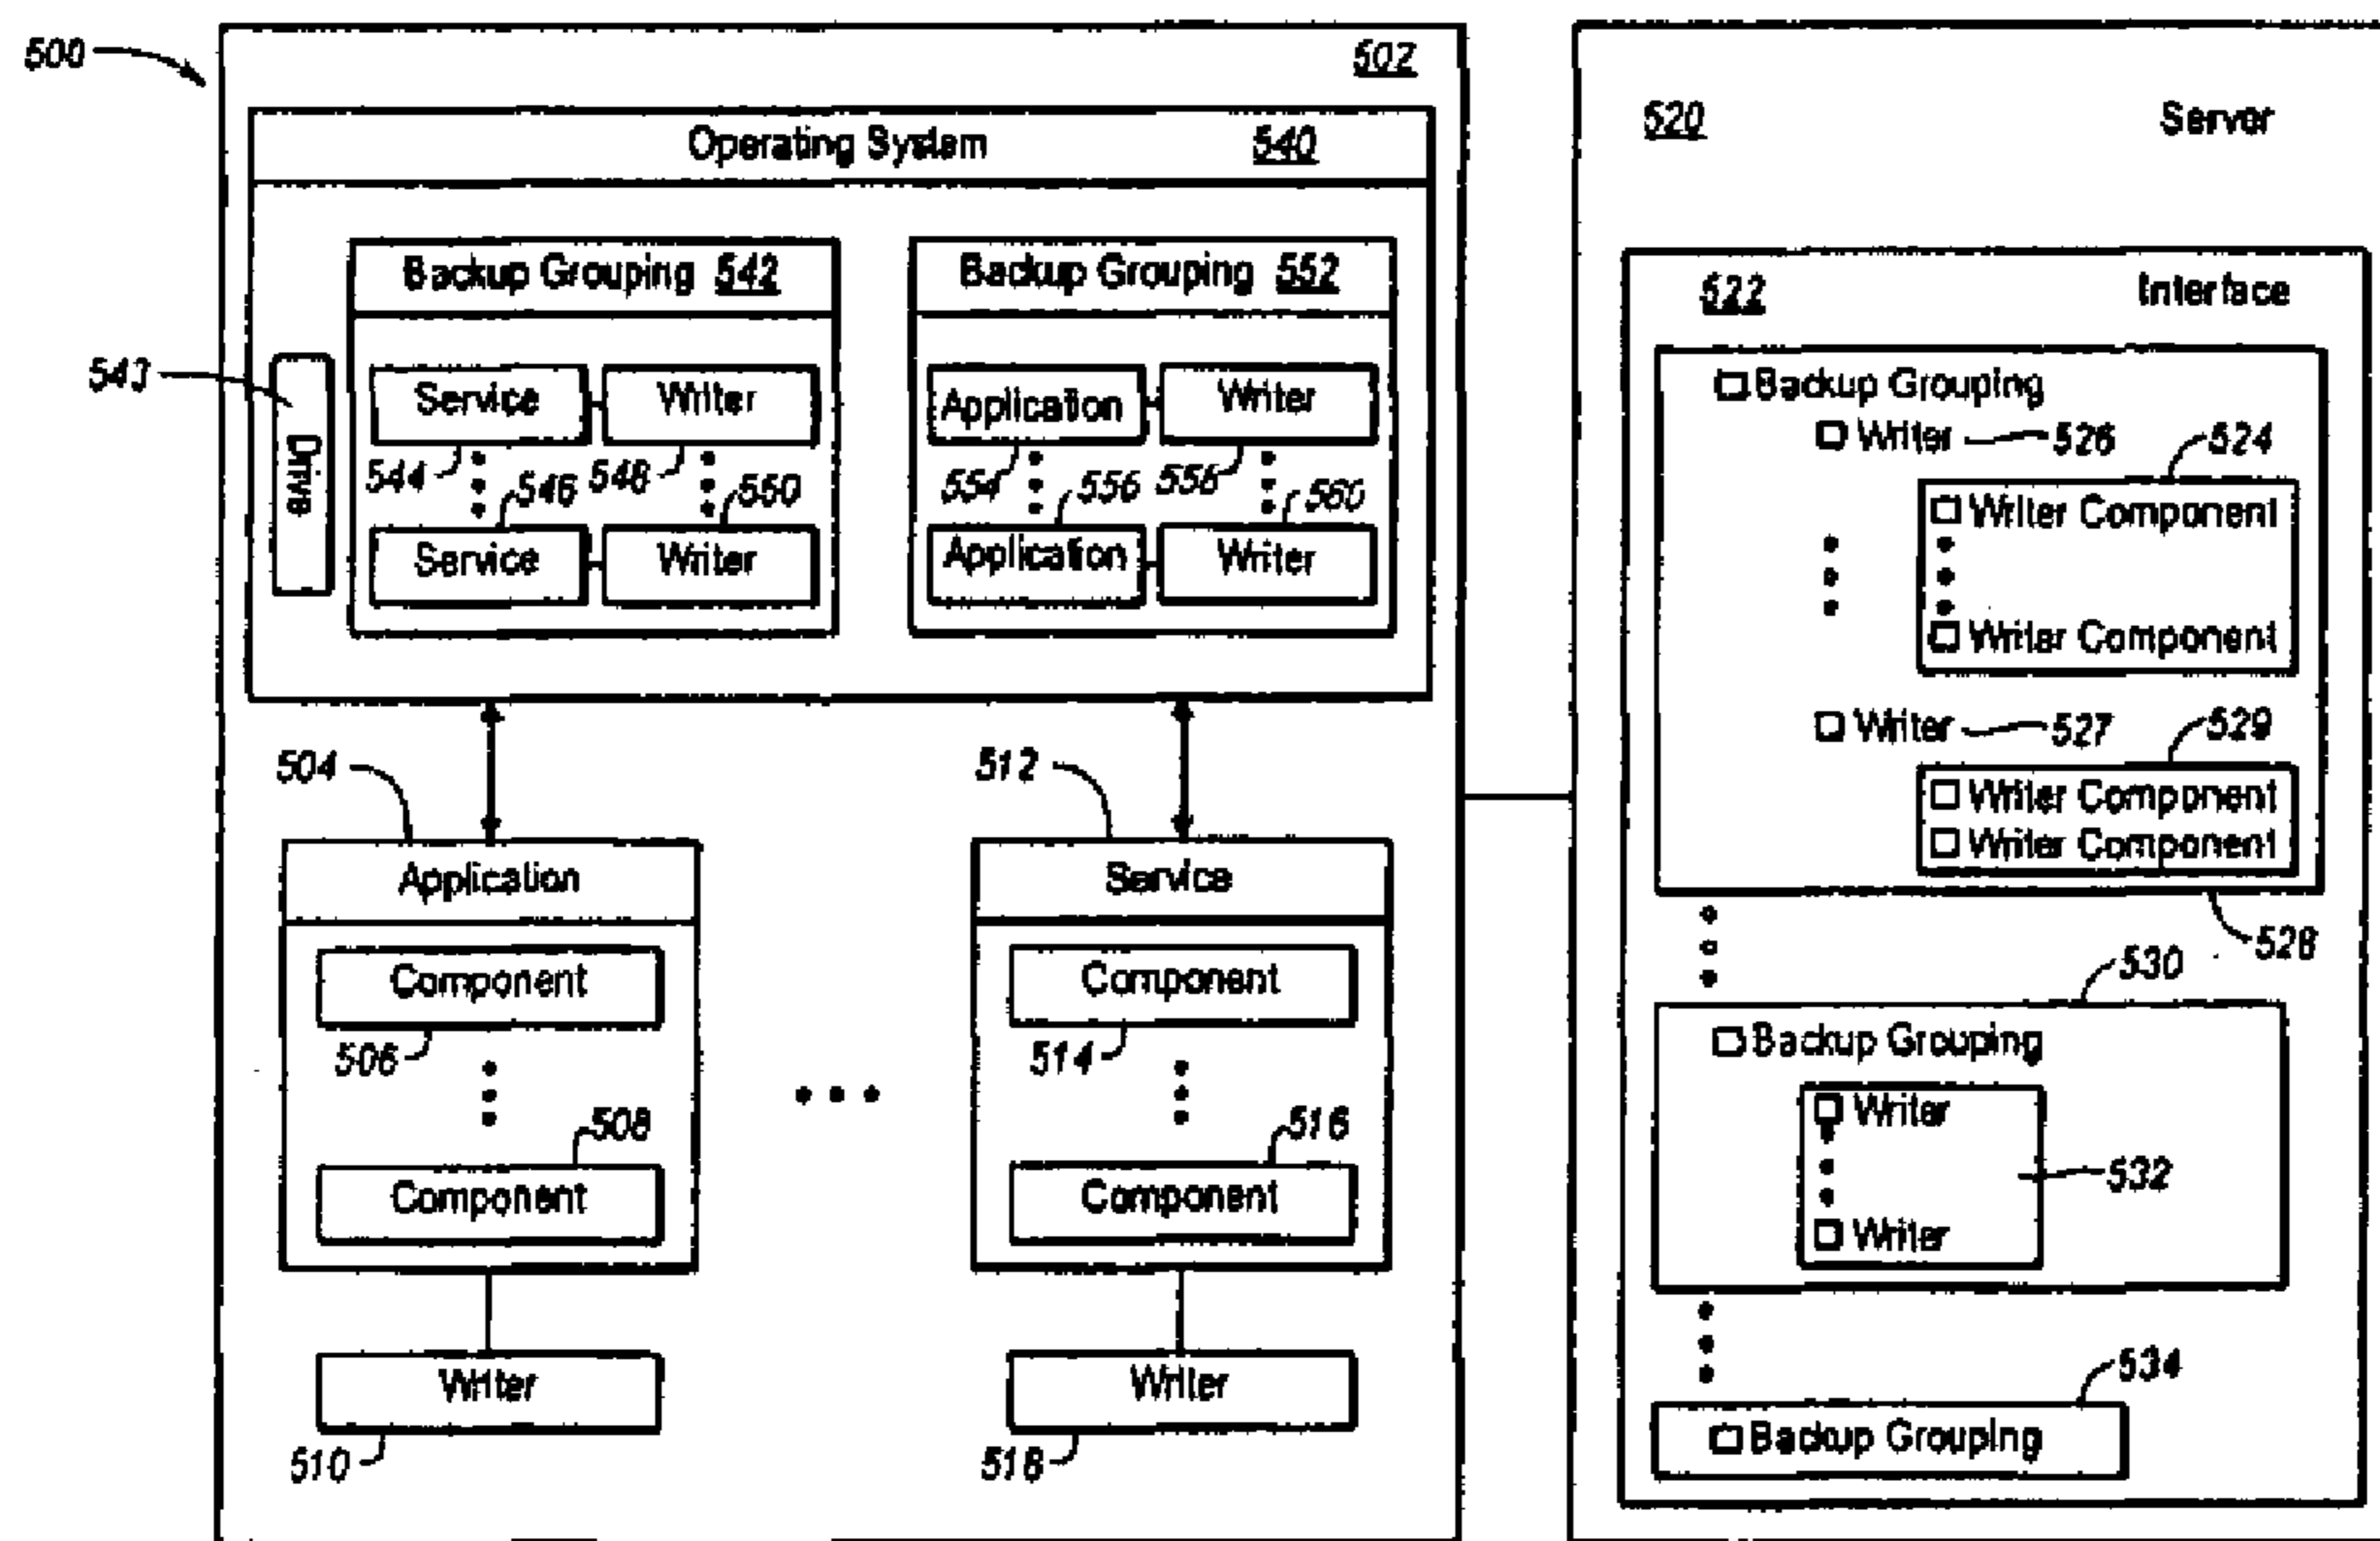 500
502
Operating System 540
Backup Grouping 542
Backup Grouping 552
543
Drive
Service
Writer
Application
Writer
544
546
548
550
554
556
558
560
Service
Writer
Application
Writer
504
512
Application
Service
Component
Component
506
514
508
516
Component
Component
Writer
Writer
510
518
520 Server
522 Interface
Backup Grouping
Writer 526
524
Writer Component
Writer Component
Writer 527
529
Writer Component
Writer Component
528
530
Backup Grouping
Writer
532
Writer
534
Backup Grouping